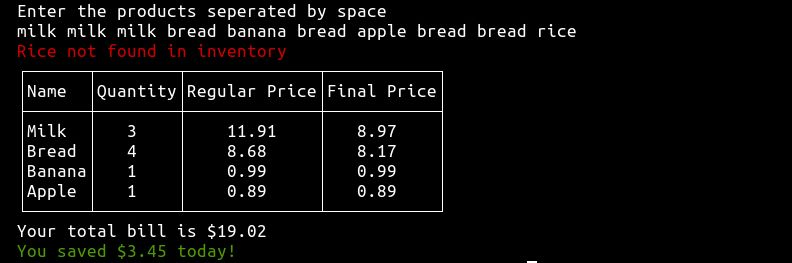 Enter the products seperated by space
milk milk milk bread banana bread apple bread bread rice
Rice not found in inventory
Name Quantity Regular Price Final Price
Milk 3 11.91 8.97
Bread 4 8.68 8.17
Banana 1 0.99 0.99
Apple 1 0.89 0.89
Your total bill is $19.02
You saved $3.45 today!